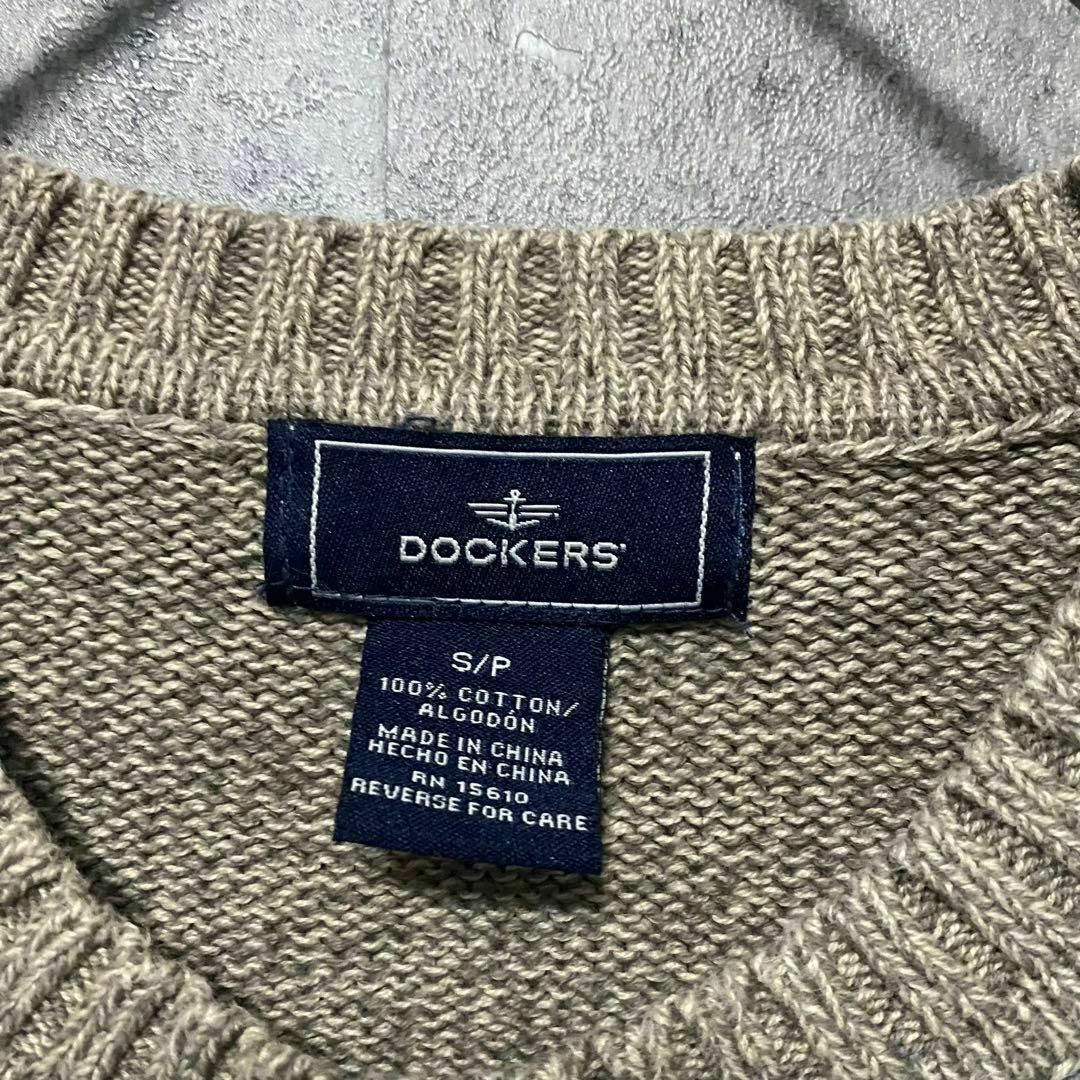 DOCKERS®
S/P
100% COTTON/
ALGODÓN
MADE IN CHINA
HECHO EN CHINA
RN 15610
REVERSE FOR CARE